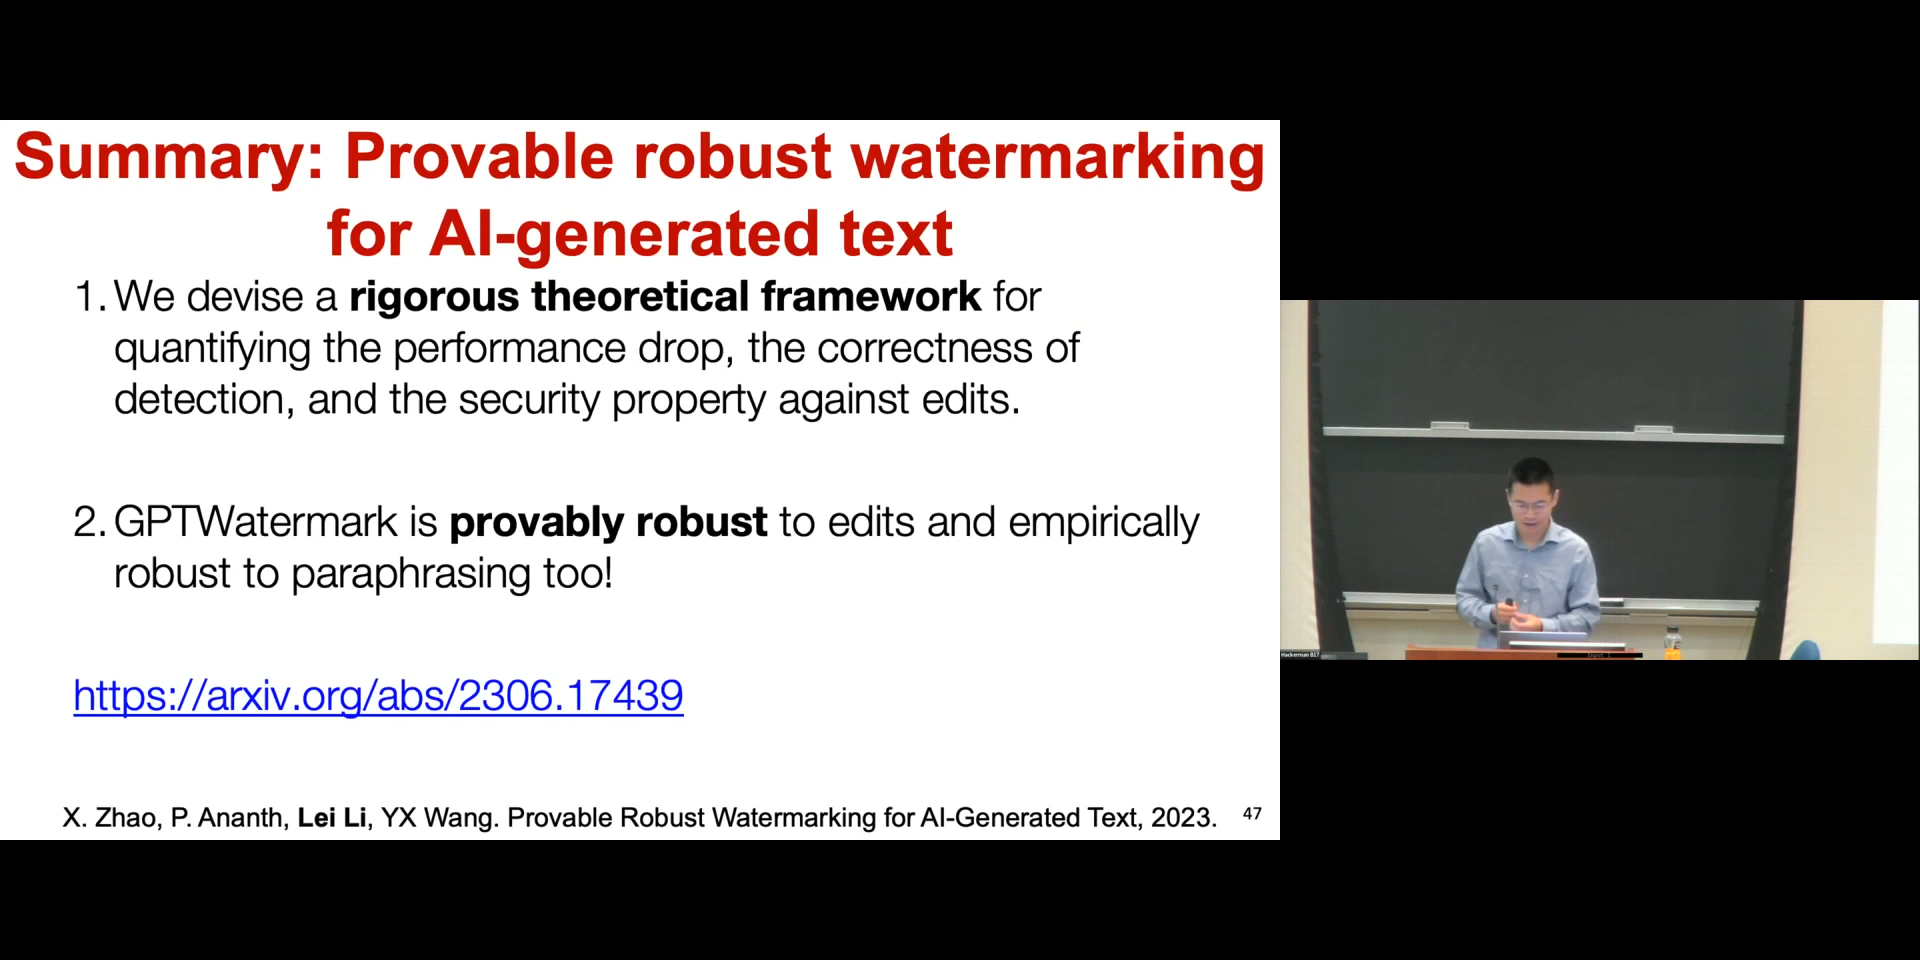 Summary: Provable robust watermarking
for AI-generated text
1. We devise a rigorous theoretical framework for
quantifying the performance drop, the correctness of
detection, and the security property against edits.
2. GPTWatermark is provably robust to edits and empirically
robust to paraphrasing too!
https://arxiv.org/abs/2306.17439
X. Zhao, P. Ananth, Lei Li, YX Wang. Provable Robust Watermarking for AI-Generated Text, 2023. 47
Hackerman B17